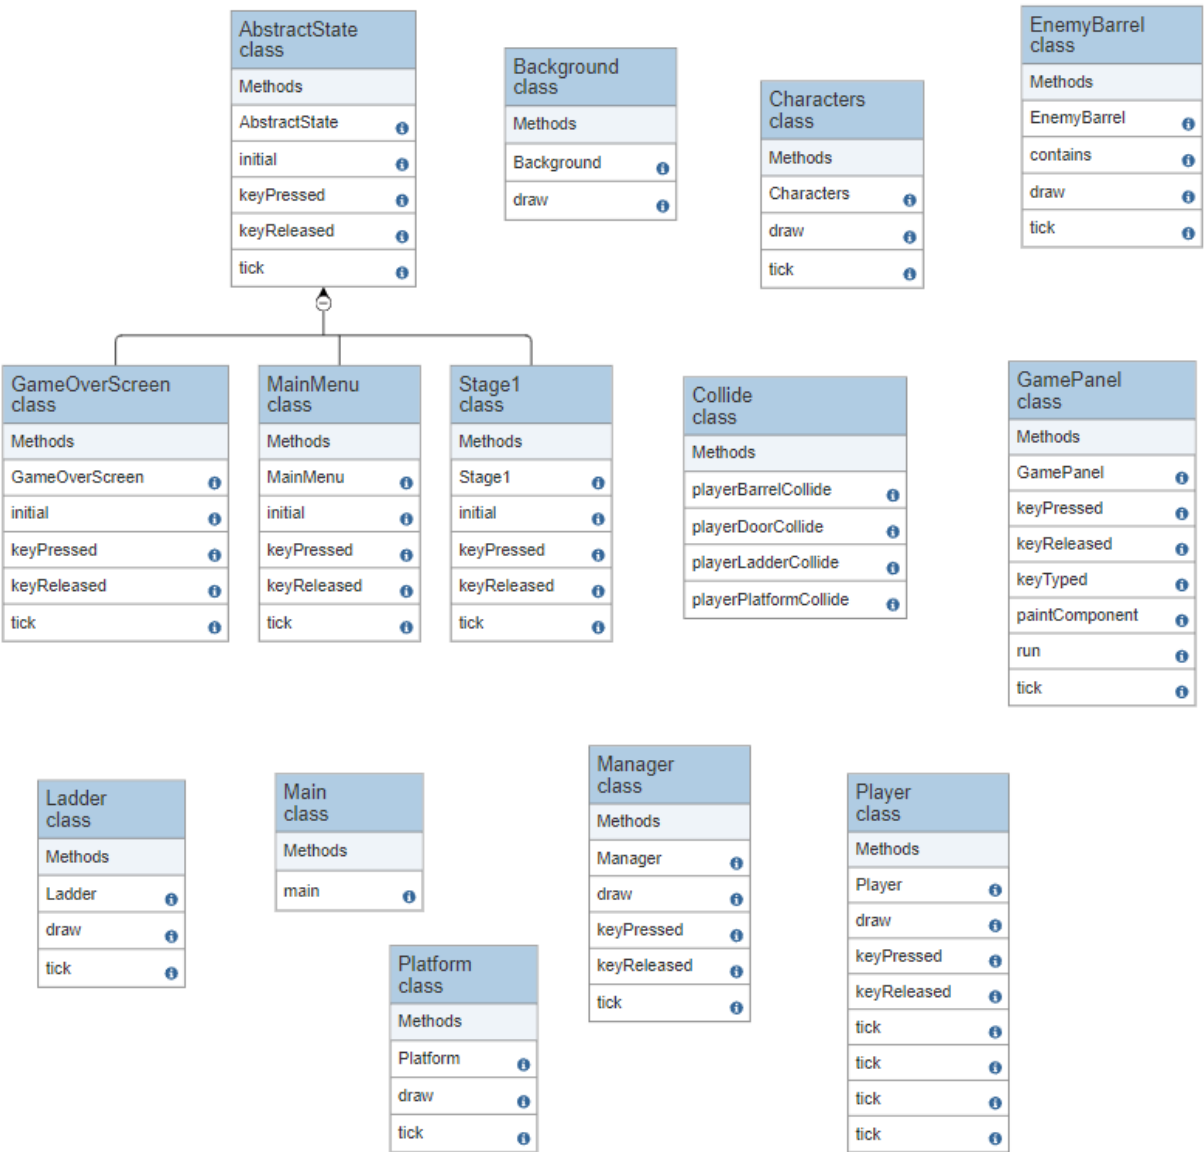 AbstractState
class
Methods
AbstractState
initial
keyPressed
keyReleased
tick
Background
class
Methods
Background
draw
Characters
class
Methods
Characters
draw
tick
EnemyBarrel
class
Methods
EnemyBarrel
contains
draw
tick
GameOverScreen
class
Methods
GameOverScreen
initial
keyPressed
keyReleased
tick
MainMenu
class
Methods
MainMenu
initial
keyPressed
keyReleased
tick
Stage1
class
Methods
Stage1
initial
keyPressed
keyReleased
tick
Collide
class
Methods
playerBarrelCollide
playerDoorCollide
playerLadderCollide
playerPlatformCollide
GamePanel
class
Methods
GamePanel
keyPressed
keyReleased
keyTyped
paintComponent
run
tick
Ladder
class
Methods
Ladder
draw
tick
Main
class
Methods
main
Platform
class
Methods
Platform
draw
tick
Manager
class
Methods
Manager
draw
keyPressed
keyReleased
tick
Player
class
Methods
Player
draw
keyPressed
keyReleased
tick
tick
tick
tick